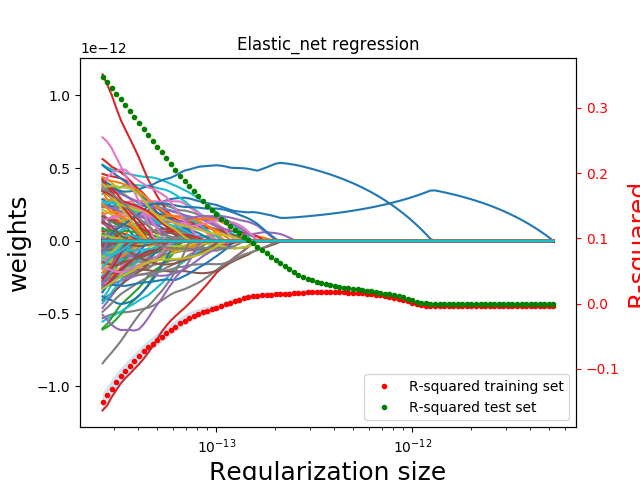 Elastic_net regression
1e−12
1.0
0.5
0.0
−0.5
−1.0
weights
0.3
0.2
0.1
0.0
−0.1
R-squared
10−13
10−12
Regularization size
R-squared training set
R-squared test set